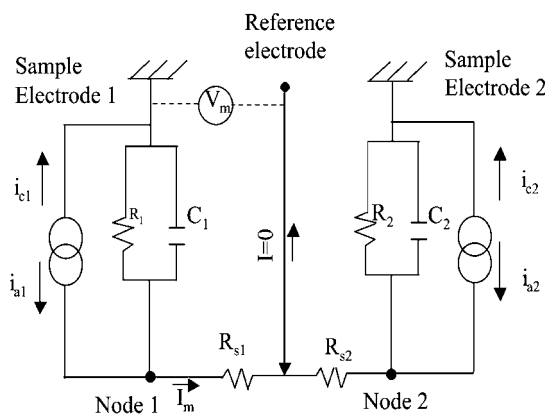 Reference
electrode
Sample
Electrode 1
Sample
Electrode 2
V_m
i_c1
R_1
C_1
I=0
R_2
C_2
i_c2
i_a1
i_a2
R_s1
R_s2
Node 1
I_m
Node 2